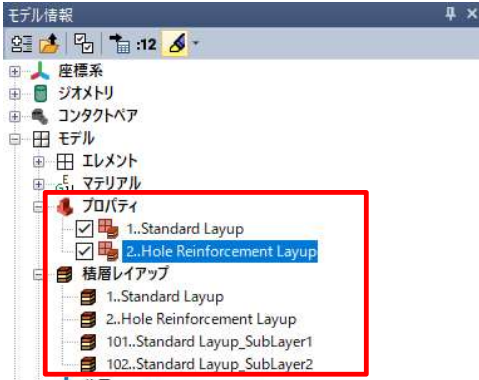 モデル情報
:12
座標系
ジオメトリ
コンタクトペア
モデル
エレメント
マテリアル
プロパティ
1..Standard Layup
2..Hole Reinforcement Layup
積層レイアップ
1..Standard Layup
2..Hole Reinforcement Layup
101..Standard Layup_SubLayer1
102..Standard Layup_SubLayer2